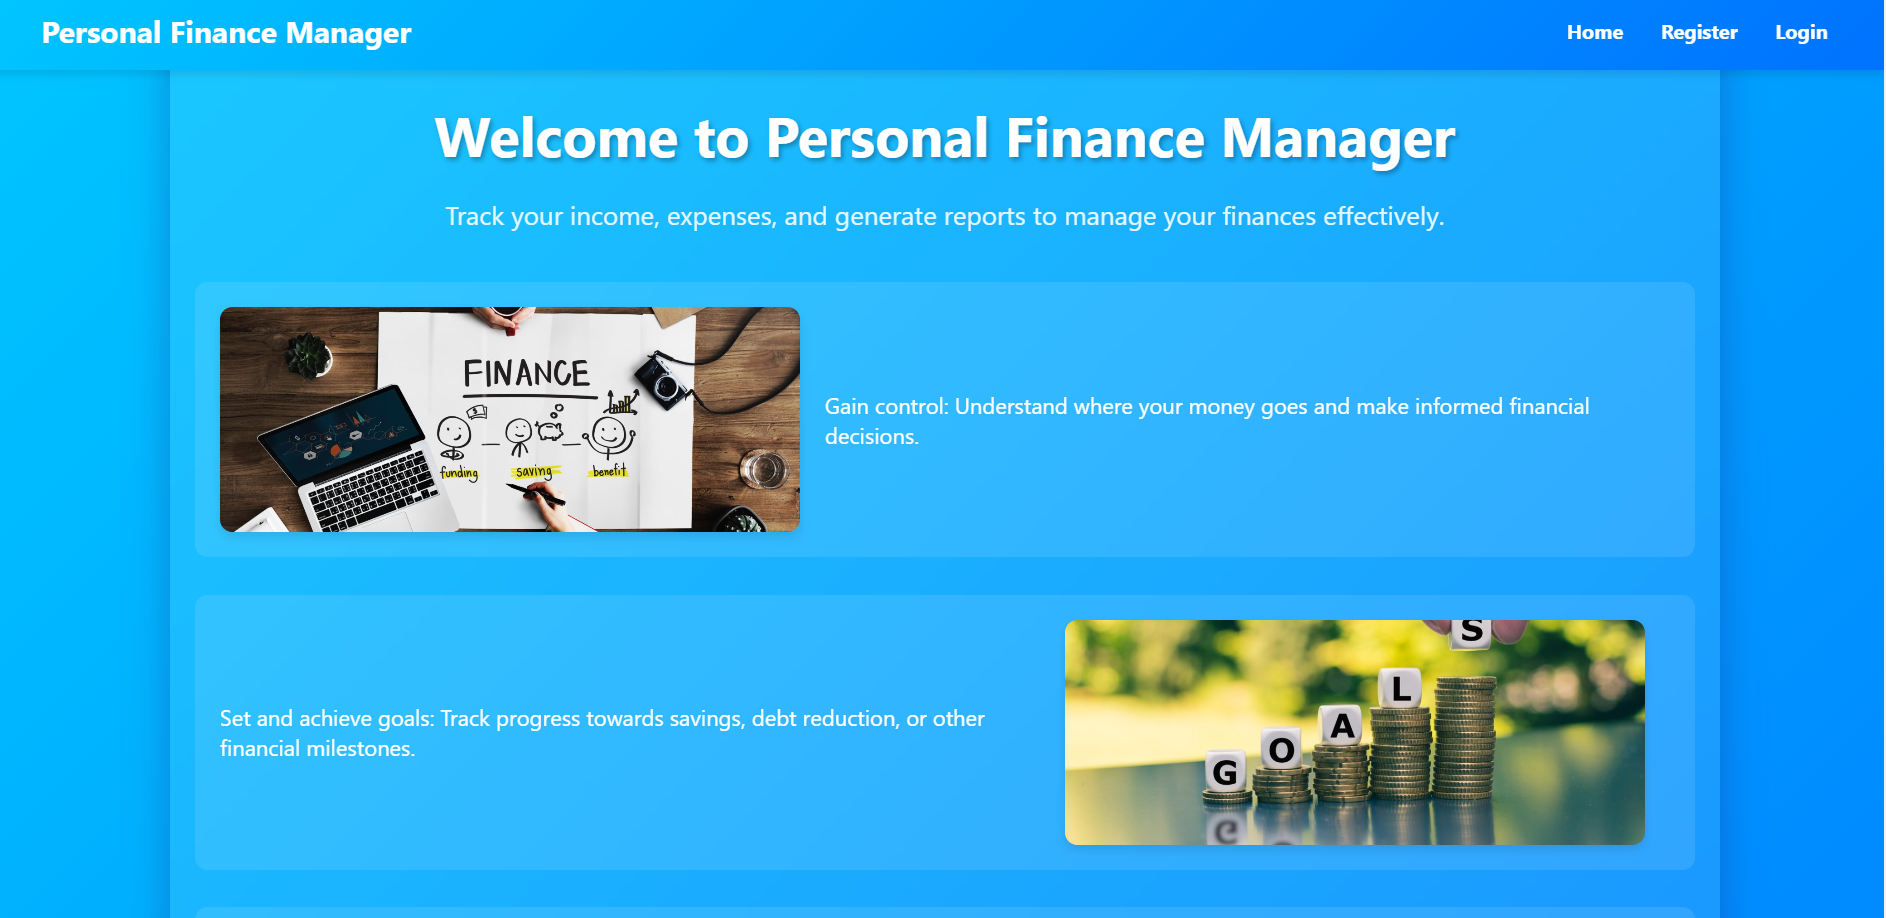 Personal Finance Manager
Home Register Login
Welcome to Personal Finance Manager
Track your income, expenses, and generate reports to manage your finances effectively.
FINANCE
$
funding saving benefit
Gain control: Understand where your money goes and make informed financial
decisions.
Set and achieve goals: Track progress towards savings, debt reduction, or other
financial milestones.
G O A L S